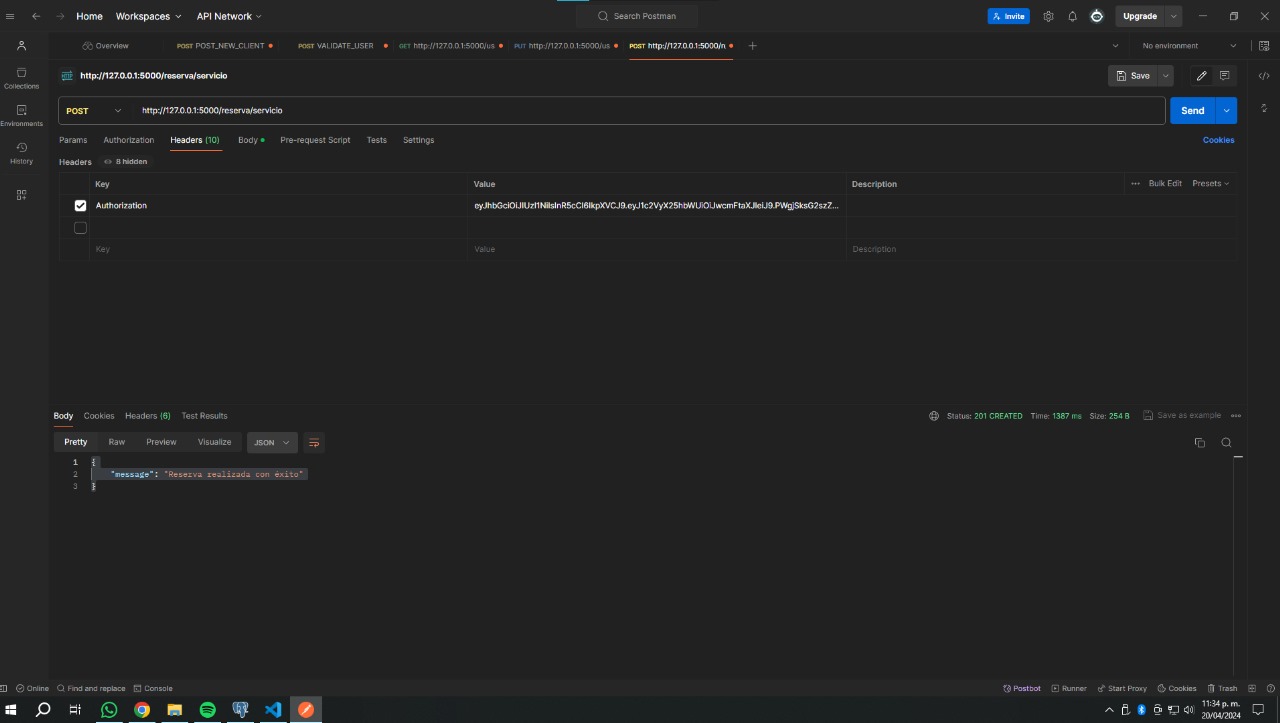 Home Workspaces API Network Search Postman Invite Upgrade
Overview POST POST_NEW_CLIENT POST VALIDATE_USER GET http://127.0.0.1:5000/us PUT http://127.0.0.1:5000/us POST http://127.0.0.1:5000/r No environment
http://127.0.0.1:5000/reserva/servicio Save
Collections
POST http://127.0.0.1:5000/reserva/servicio Send
Environments
Params Authorization Headers (10) Body Pre-request Script Tests Settings Cookies
History
Headers 8 hidden
Key Value Description Bulk Edit Presets
Authorization
Key Value Description
Body Cookies Headers (6) Test Results Status: 201 CREATED Time: 1387 ms Size: 254 B Save as example
Pretty Raw Preview Visualize JSON
1 {
2 "message": "Reserva realizada con éxito"
3 }
Online Find and replace Console Postbot Runner Start Proxy Cookies Trash
11:34 p. m.
20/04/2024